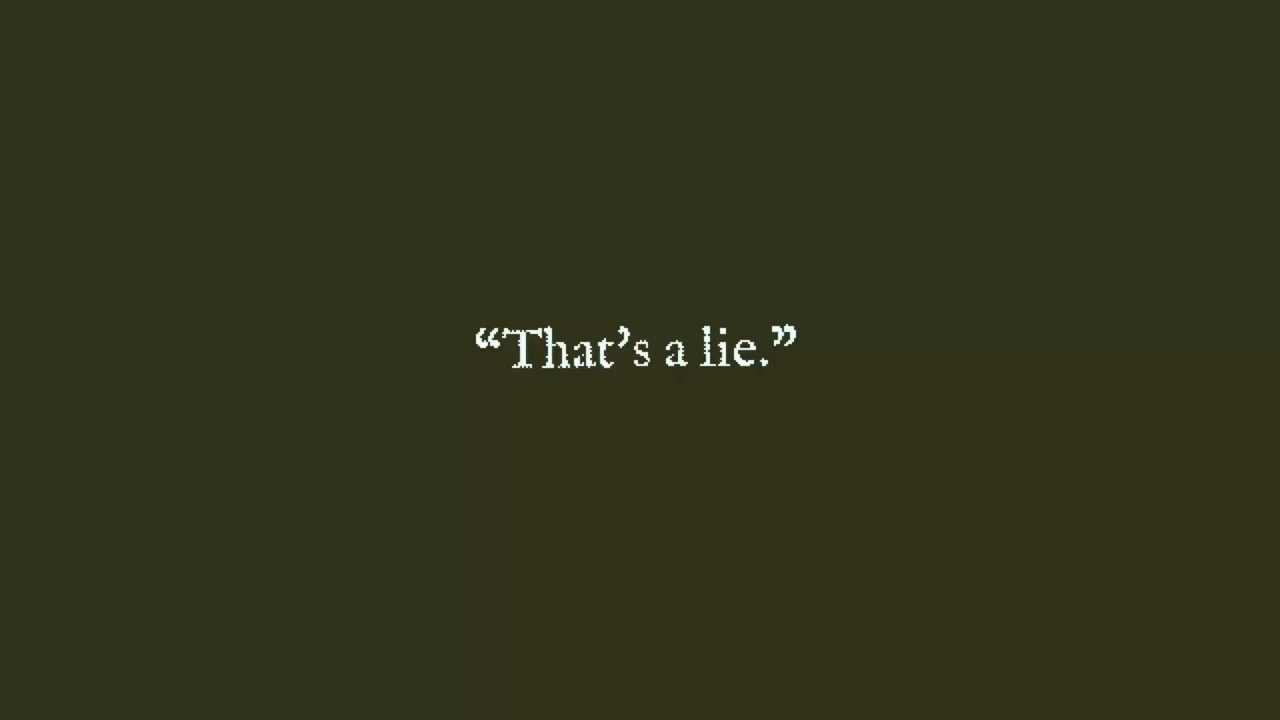 “That’s a lie.”